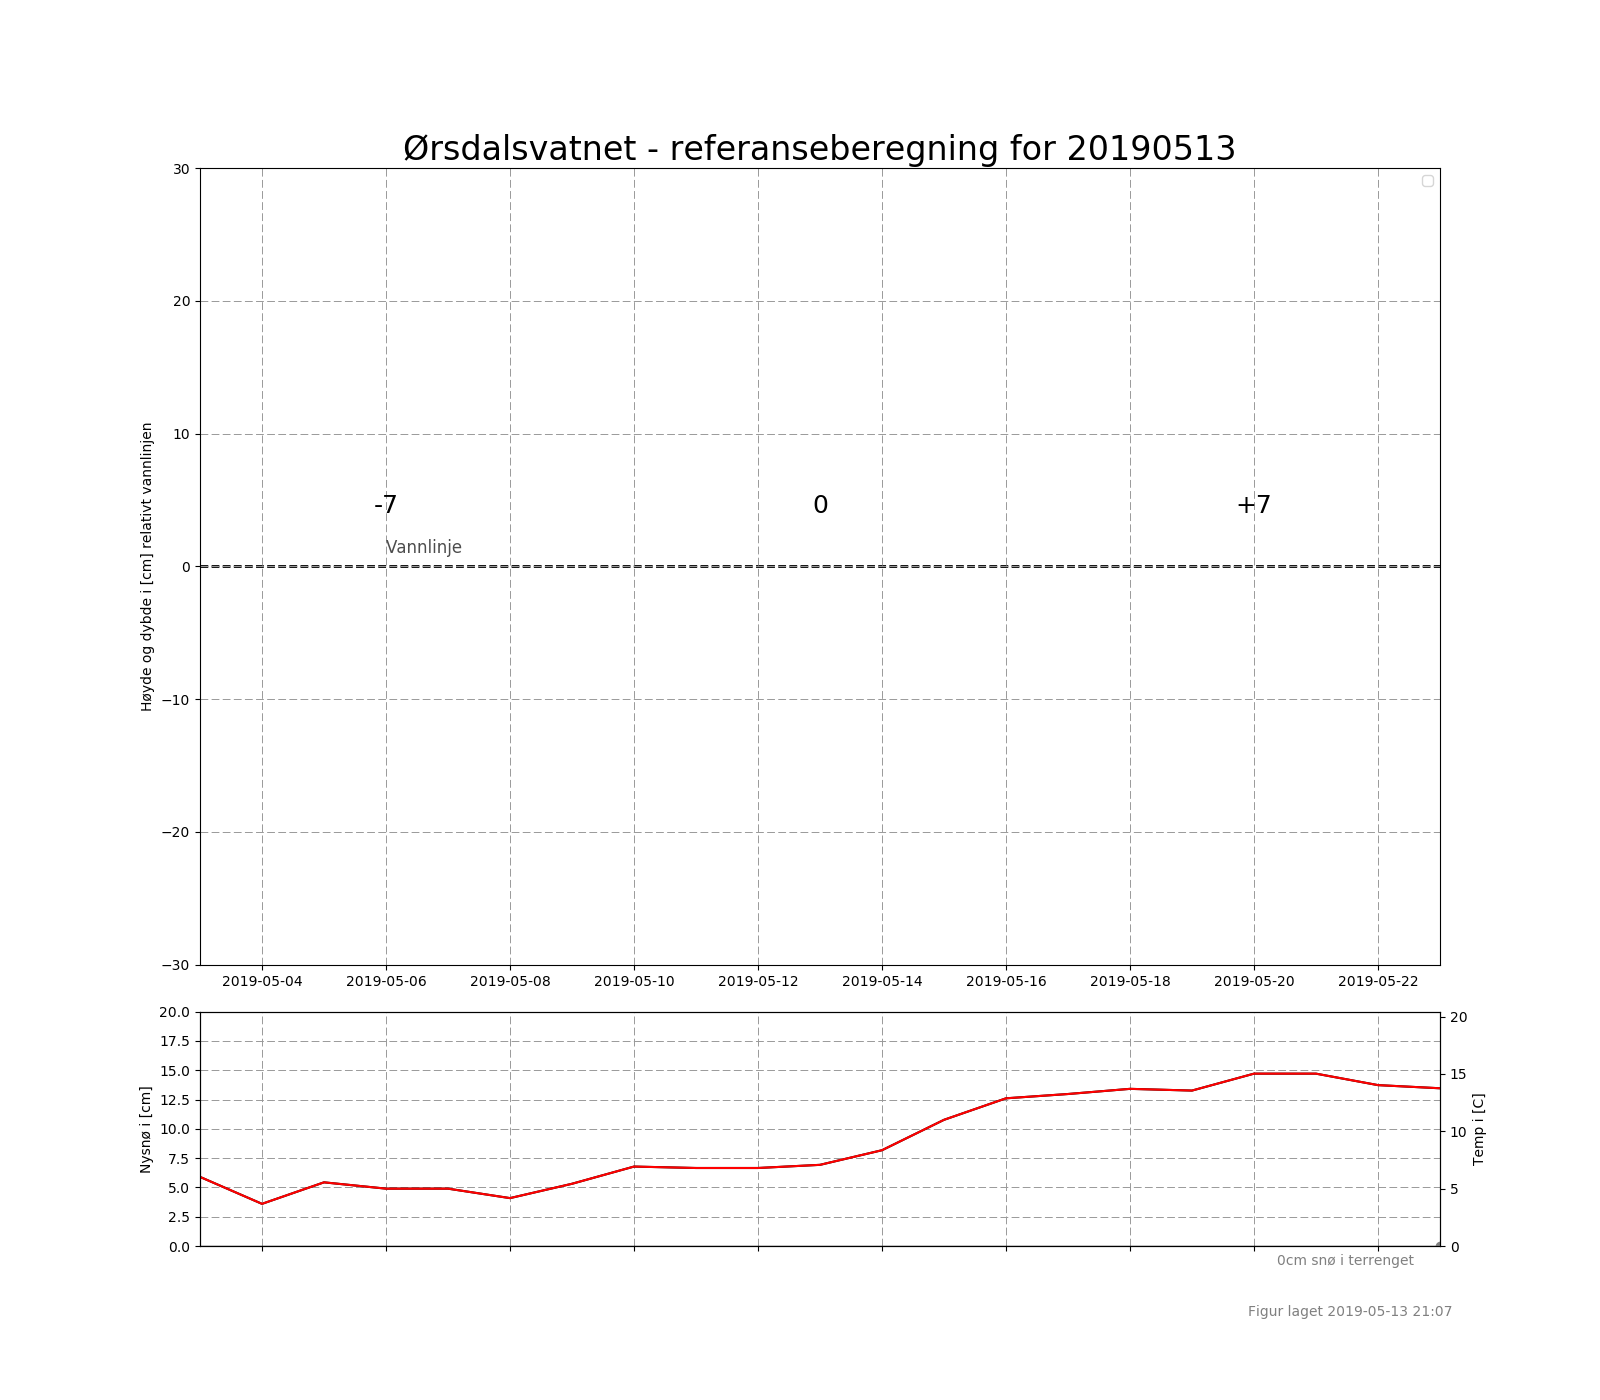 Ørsdalsvatnet - referanseberegning for 20190513
30
20
10
0
−10
−20
−30
Høyde og dybde i [cm] relativt vannlinjen
-7 0 +7
Vannlinje
2019-05-04 2019-05-06 2019-05-08 2019-05-10 2019-05-12 2019-05-14 2019-05-16 2019-05-18 2019-05-20 2019-05-22
20.0
17.5
15.0
12.5
10.0
7.5
5.0
2.5
0.0
Nysnø i [cm]
20
15
10
5
0
Temp i [C]
0cm snø i terrenget
Figur laget 2019-05-13 21:07